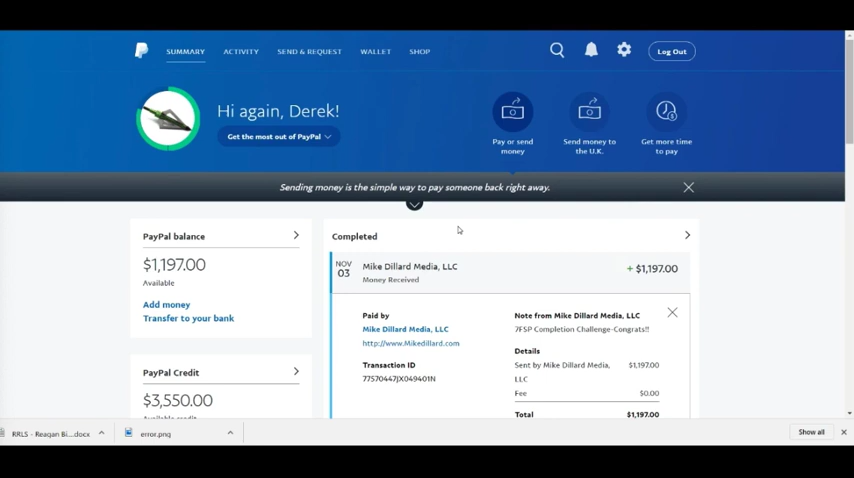 SUMMARY ACTIVITY SEND & REQUEST WALLET SHOP Log Out
Hi again, Derek!
Get the most out of PayPal
Pay or send
money
Send money to
the U.K.
Get more time
to pay
Sending money is the simple way to pay someone back right away.
PayPal balance
$1,197.00
Available
Add money
Transfer to your bank
PayPal Credit
$3,550.00
Available credit
Completed
NOV
03
Mike Dillard Media, LLC
Money Received
+ $1,197.00
Paid by
Mike Dillard Media, LLC
http://www.Mikedillard.com
Transaction ID
77570447JX049401N
Note from Mike Dillard Media, LLC
7FSP Completion Challenge-Congrats!!
Details
Sent by Mike Dillard Media, $1,197.00
LLC
Fee $0.00
Total $1,197.00
RRLS - Reagan Bi....docx error.png Show all